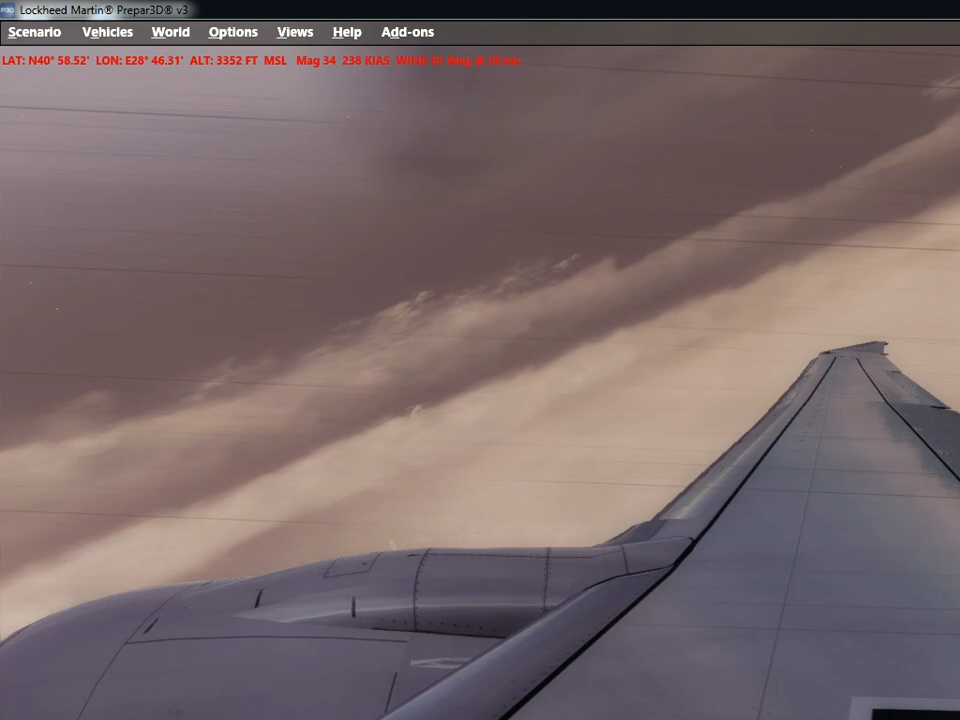 Lockheed Martin® Prepar3D® v3
Scenario Vehicles World Options Views Help Add-ons
LAT: N40° 58.52' LON: E28° 46.31' ALT: 3352 FT MSL Mag 34 238 KIAS WIND